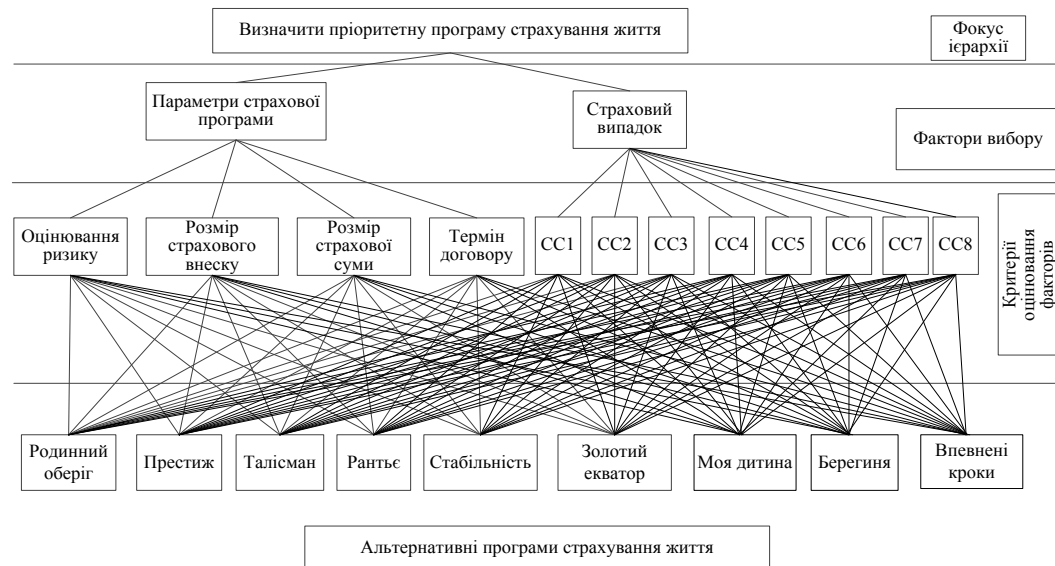 Визначити пріоритетну програму страхування життя
Фокус
ієрархії
Параметри страхової
програми
Страховий
випадок
Фактори вибору
Оцінювання
ризику
Розмір
страхового
внеску
Розмір
страхової
суми
Термін
договору
СС1
СС2
СС3
СС4
СС5
СС6
СС7
СС8
Критерії
оцінювання
факторів
Родинний
оберіг
Престиж
Талісман
Рантьє
Стабільність
Золотий
екватор
Моя дитина
Берегиня
Впевнені
кроки
Альтернативні програми страхування життя